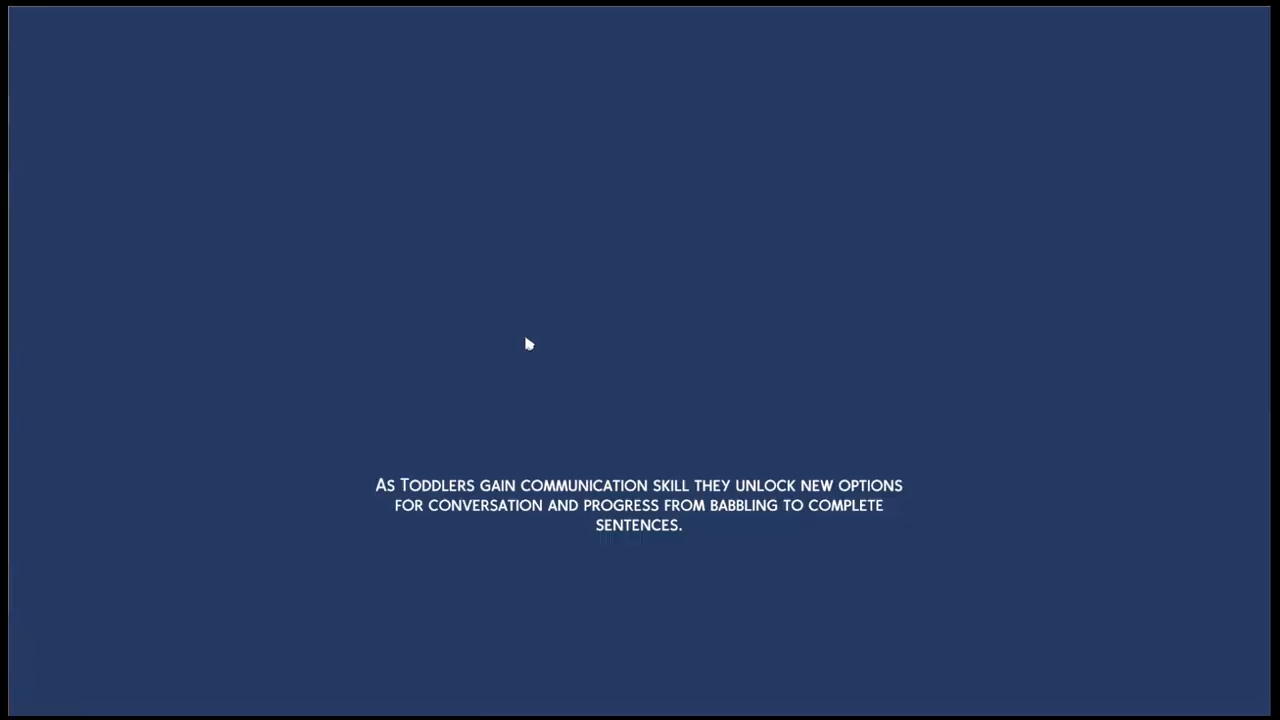 As Toddlers gain communication skill they unlock new options
for conversation and progress from babbling to complete
sentences.